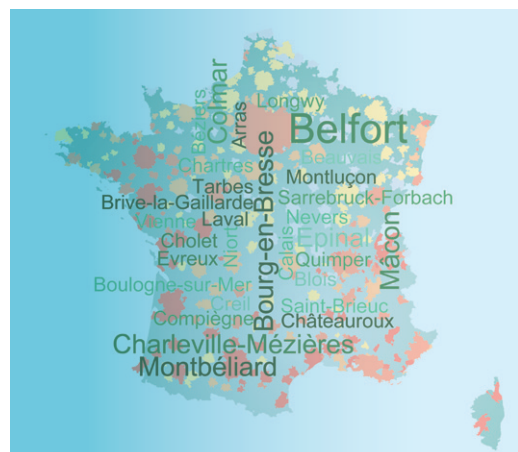 Béziers
Colmar
Arras
Longwy
Belfort
Chartres
Beauvais
Tarbes
Montluçon
Brive-la-Gaillarde
Bourg-en-Bresse
Sarrebruck-Forbach
Vienne
Laval
Nevers
Cholet
Niort
Calais
Epinal
Mâcon
Evreux
Quimper
Boulogne-sur-Mer
Blois
Creil
Saint-Brieuc
Compiègne
Châteauroux
Charleville-Mézières
Montbéliard